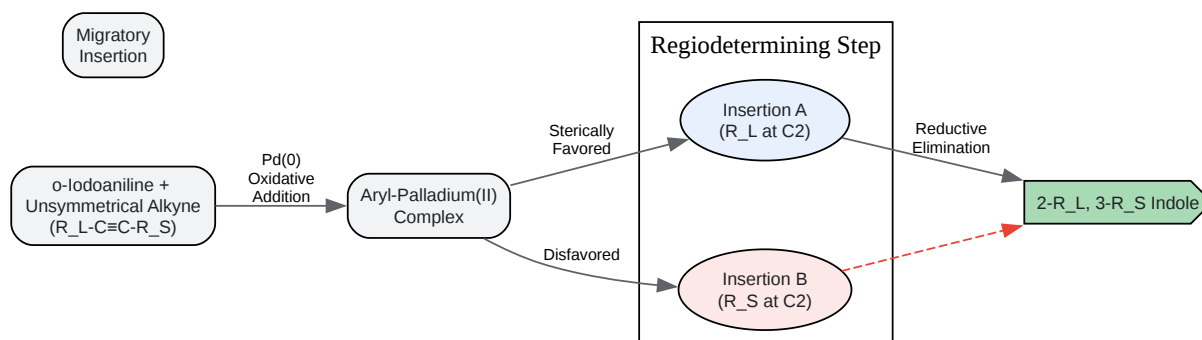 Migratory
Insertion
Regiodetermining Step
o-Iodoaniline +
Unsymmetrical Alkyne
(R_L-C≡C-R_S)
Pd(0)
Oxidative
Addition
Aryl-Palladium(II)
Complex
Sterically
Favored
Disfavored
Insertion A
(R_L at C2)
Insertion B
(R_S at C2)
Reductive
Elimination
2-R_L, 3-R_S Indole